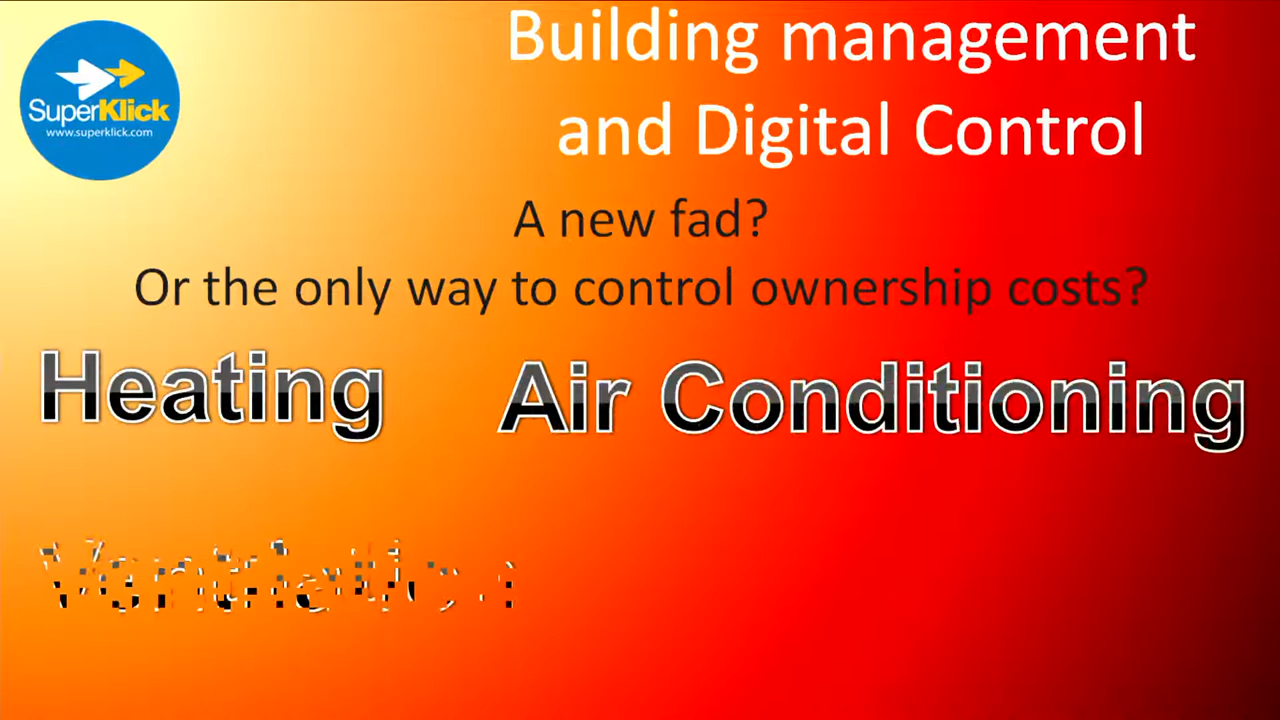 SuperKlick
www.superklick.com
Building management
and Digital Control
A new fad?
Or the only way to control ownership costs?
Heating Air Conditioning